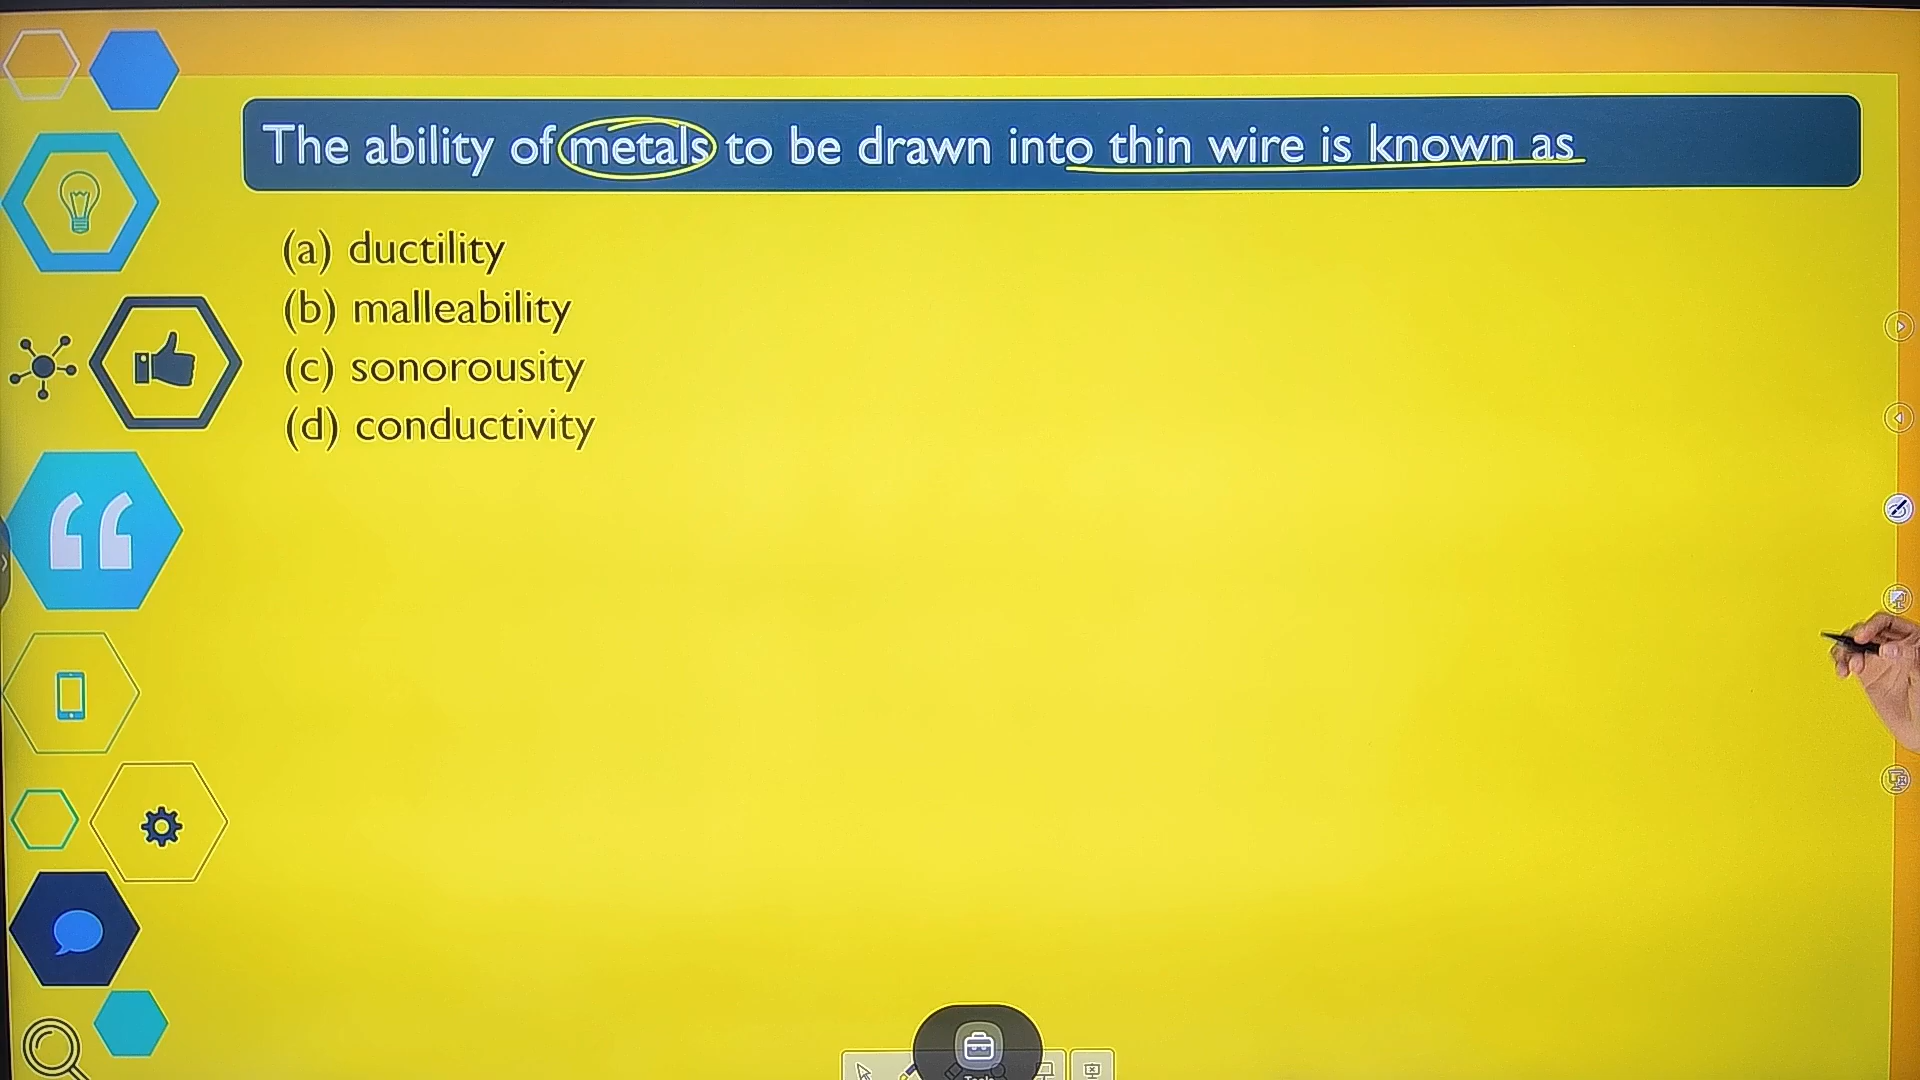 The ability of metals to be drawn into thin wire is known as
(a) ductility
(b) malleability
(c) sonorousity
(d) conductivity